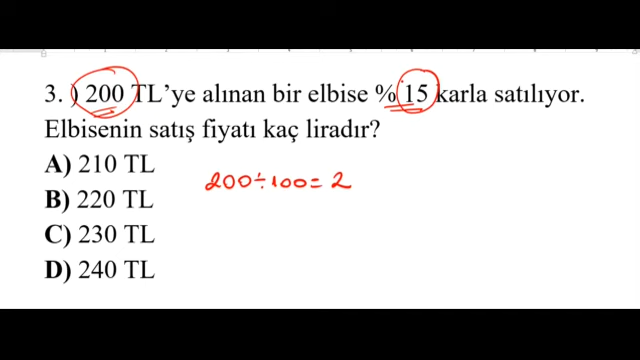 3. ) 200 TL’ye alınan bir elbise % 15 karla satılıyor.
Elbisenin satış fiyatı kaç liradır?
A) 210 TL
200÷100=2
B) 220 TL
C) 230 TL
D) 240 TL